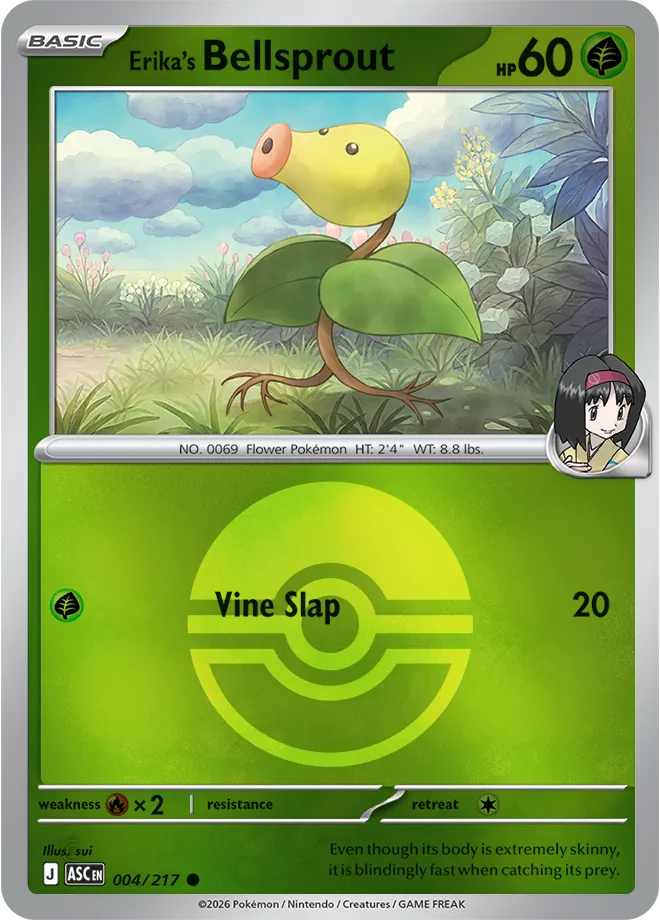 BASIC
Erika's Bellsprout HP 60
NO. 0069 Flower Pokémon HT: 2'4" WT: 8.8 lbs.
Vine Slap 20
weakness ×2 resistance retreat
Illus. sui
Even though its body is extremely skinny,
it is blindingly fast when catching its prey.
J ASC EN 004/217
©2026 Pokémon / Nintendo / Creatures / GAME FREAK